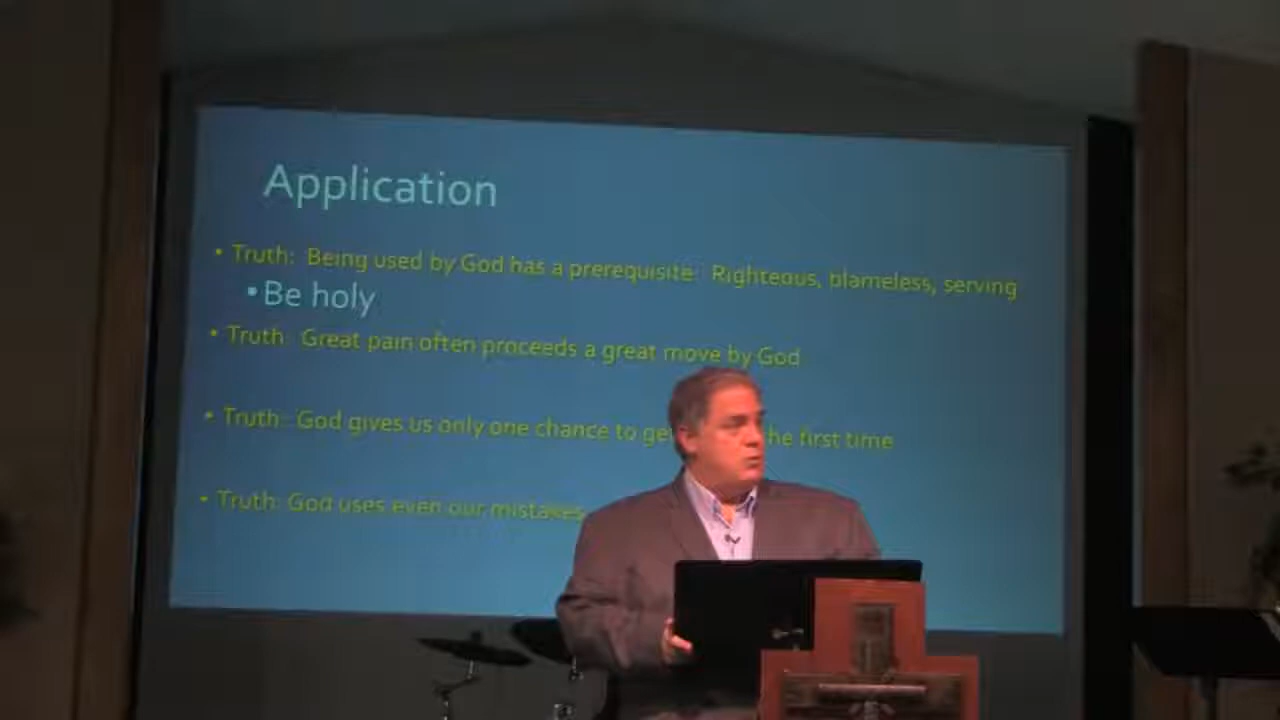 Application
• Truth: Being used by God has a prerequisite: Righteous, blameless, serving
• Be holy
• Truth: Great pain often proceeds a great move by God
• Truth: God gives us only one chance to he first time
• Truth: God uses even our mistakes